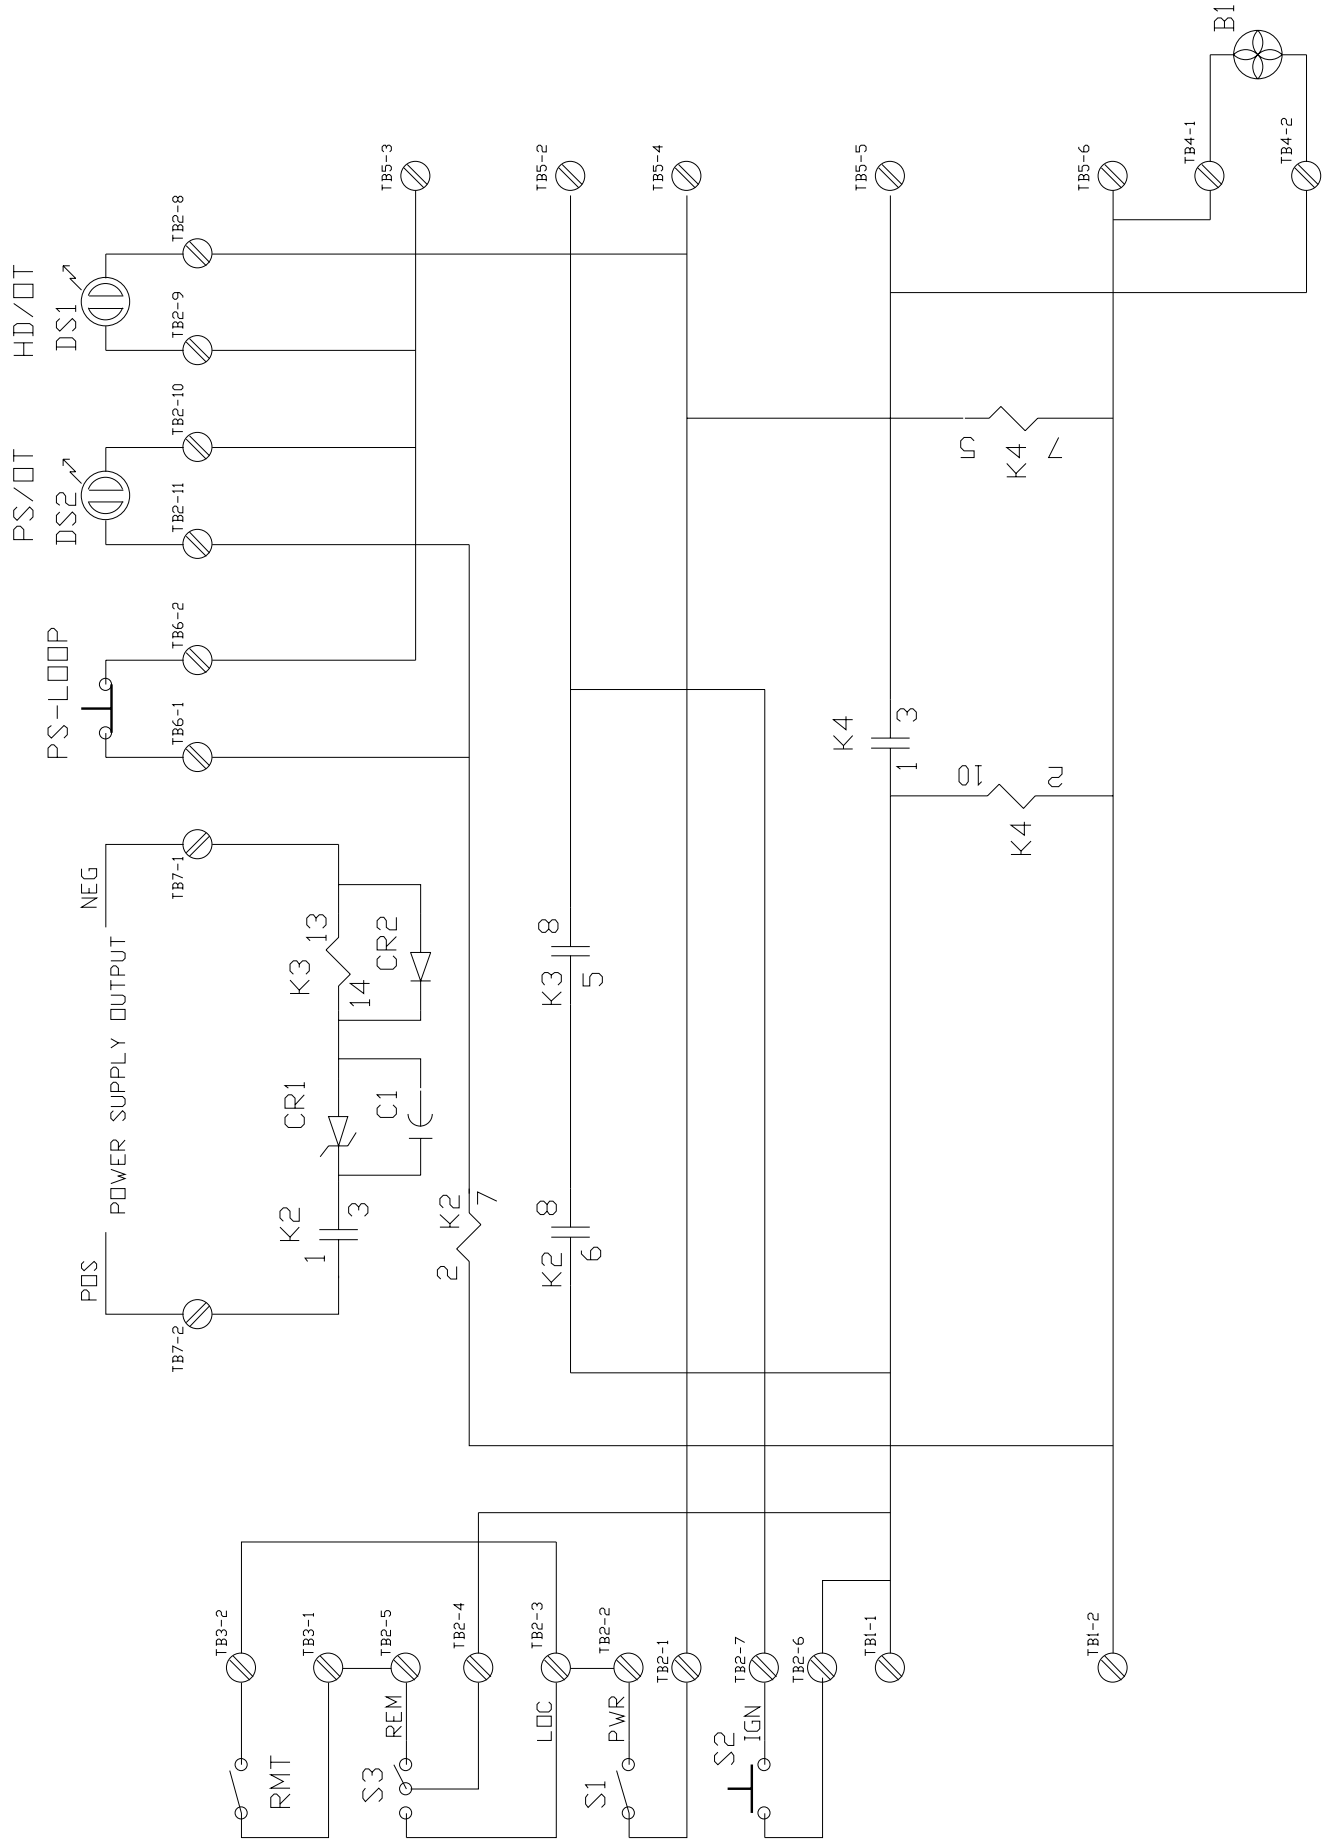 HD/OT
DS1
PS/OT
DS2
PS-LOOP
B1
TB2-8
TB2-9
TB2-10
TB2-11
TB6-2
TB6-1
TB5-3
TB5-2
TB5-4
TB5-5
TB5-6
TB4-1
TB4-2
NEG
TB7-1
POWER SUPPLY OUTPUT
POS
TB7-2
K3
13
14
CR2
CR1
C1
K2
3
1
K2
7
2
K3
8
5
K2
8
6
K4
3
1
K4
5
7
K4
10
2
TB3-2
TB3-1
TB2-5
TB2-4
TB2-3
TB2-2
TB2-1
TB2-7
TB2-6
TB1-1
TB1-2
RMT
S3
REM
LOC
S1
PWR
S2
IGN